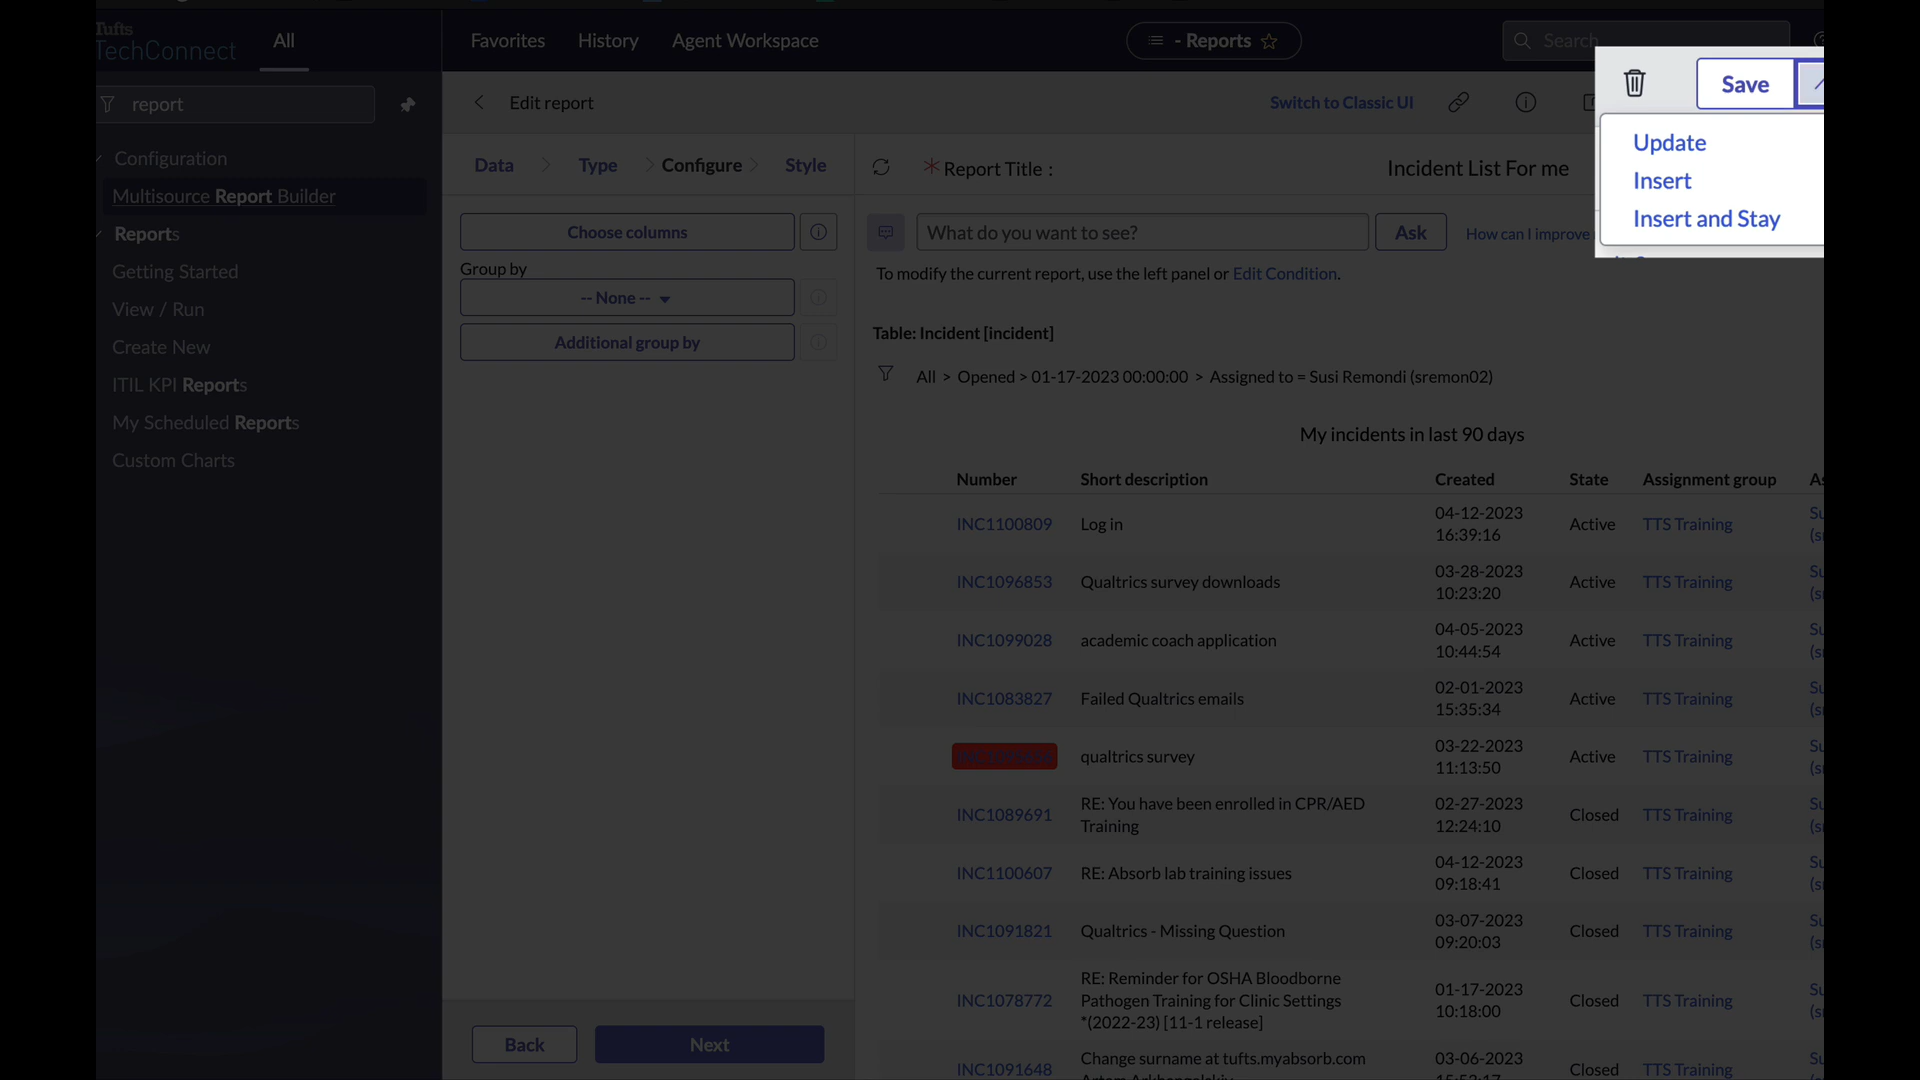 Tufts
TechConnect
All
Favorites
History
Agent Workspace
- Reports
Search
report
Configuration
Multisource Report Builder
Reports
Getting Started
View / Run
Create New
ITIL KPI Reports
My Scheduled Reports
Custom Charts
Edit report
Switch to Classic UI
Save
Update
Insert
Insert and Stay
Data
Type
Configure
Style
* Report Title :
Incident List For me
Choose columns
Group by
-- None --
Additional group by
What do you want to see?
Ask
How can I improve
To modify the current report, use the left panel or Edit Condition.
Table: Incident [incident]
All > Opened > 01-17-2023 00:00:00 > Assigned to = Susi Remondi (sremon02)
My incidents in last 90 days
Number Short description Created State Assignment group
INC1100809 Log in 04-12-2023 16:39:16 Active TTS Training
INC1096853 Qualtrics survey downloads 03-28-2023 10:23:20 Active TTS Training
INC1099028 academic coach application 04-05-2023 10:44:54 Active TTS Training
INC1083827 Failed Qualtrics emails 02-01-2023 15:35:34 Active TTS Training
qualtrics survey 03-22-2023 11:13:50 Active TTS Training
INC1089691 RE: You have been enrolled in CPR/AED Training 02-27-2023 12:24:10 Closed TTS Training
INC1100607 RE: Absorb lab training issues 04-12-2023 09:18:41 Closed TTS Training
INC1091821 Qualtrics - Missing Question 03-07-2023 09:20:03 Closed TTS Training
INC1078772 RE: Reminder for OSHA Bloodborne Pathogen Training for Clinic Settings *(2022-23) [11-1 release] 01-17-2023 10:18:00 Closed TTS Training
INC1091648 Change surname at tufts.myabsorb.com 03-06-2023 Closed TTS Training
Back
Next